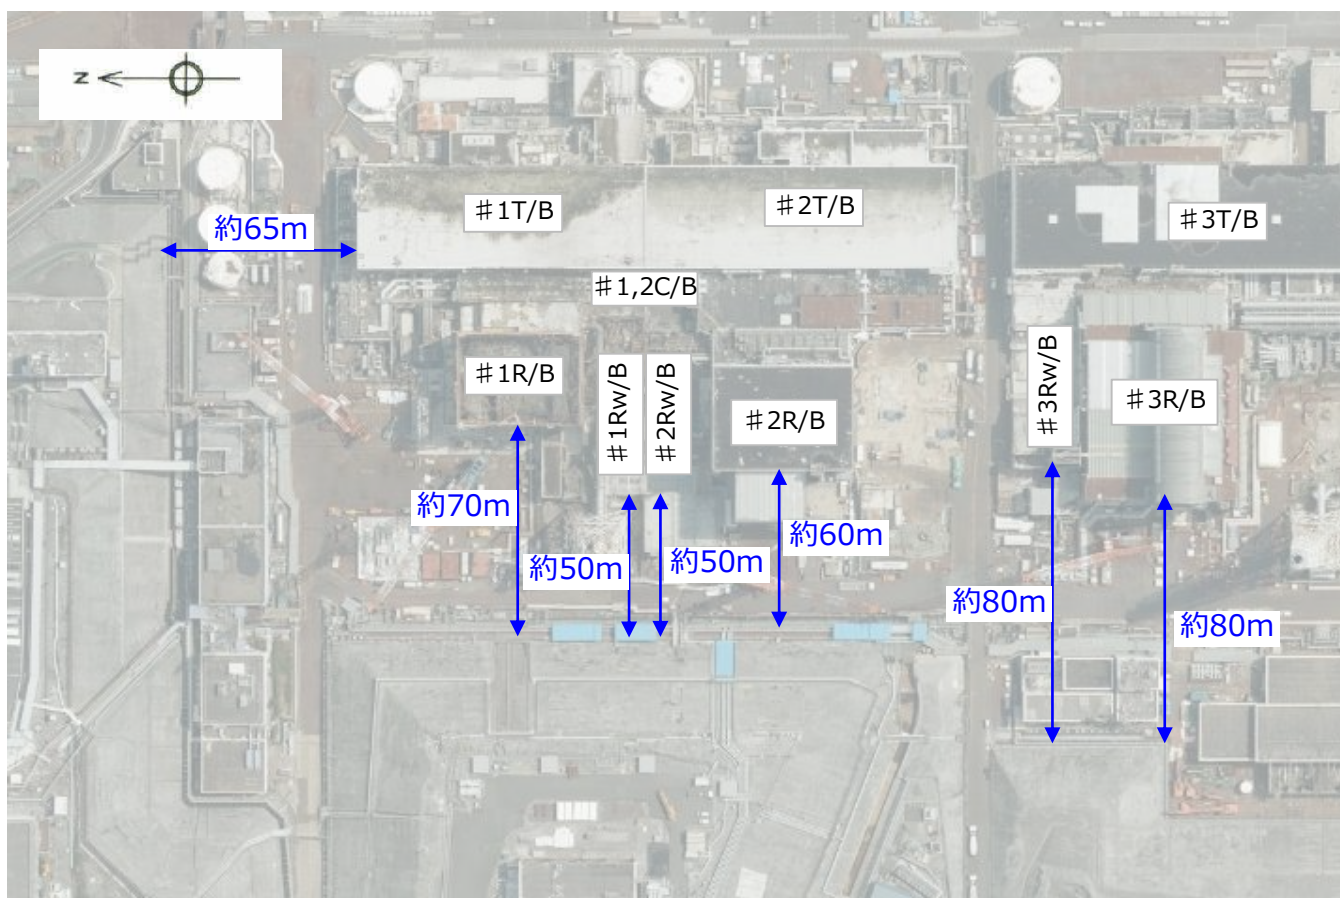 N
#1T/B
#2T/B
#3T/B
約65m
#1,2C/B
#1R/B
#1Rw/B
#2Rw/B
#2R/B
#3Rw/B
#3R/B
約70m
約50m
約50m
約60m
約80m
約80m